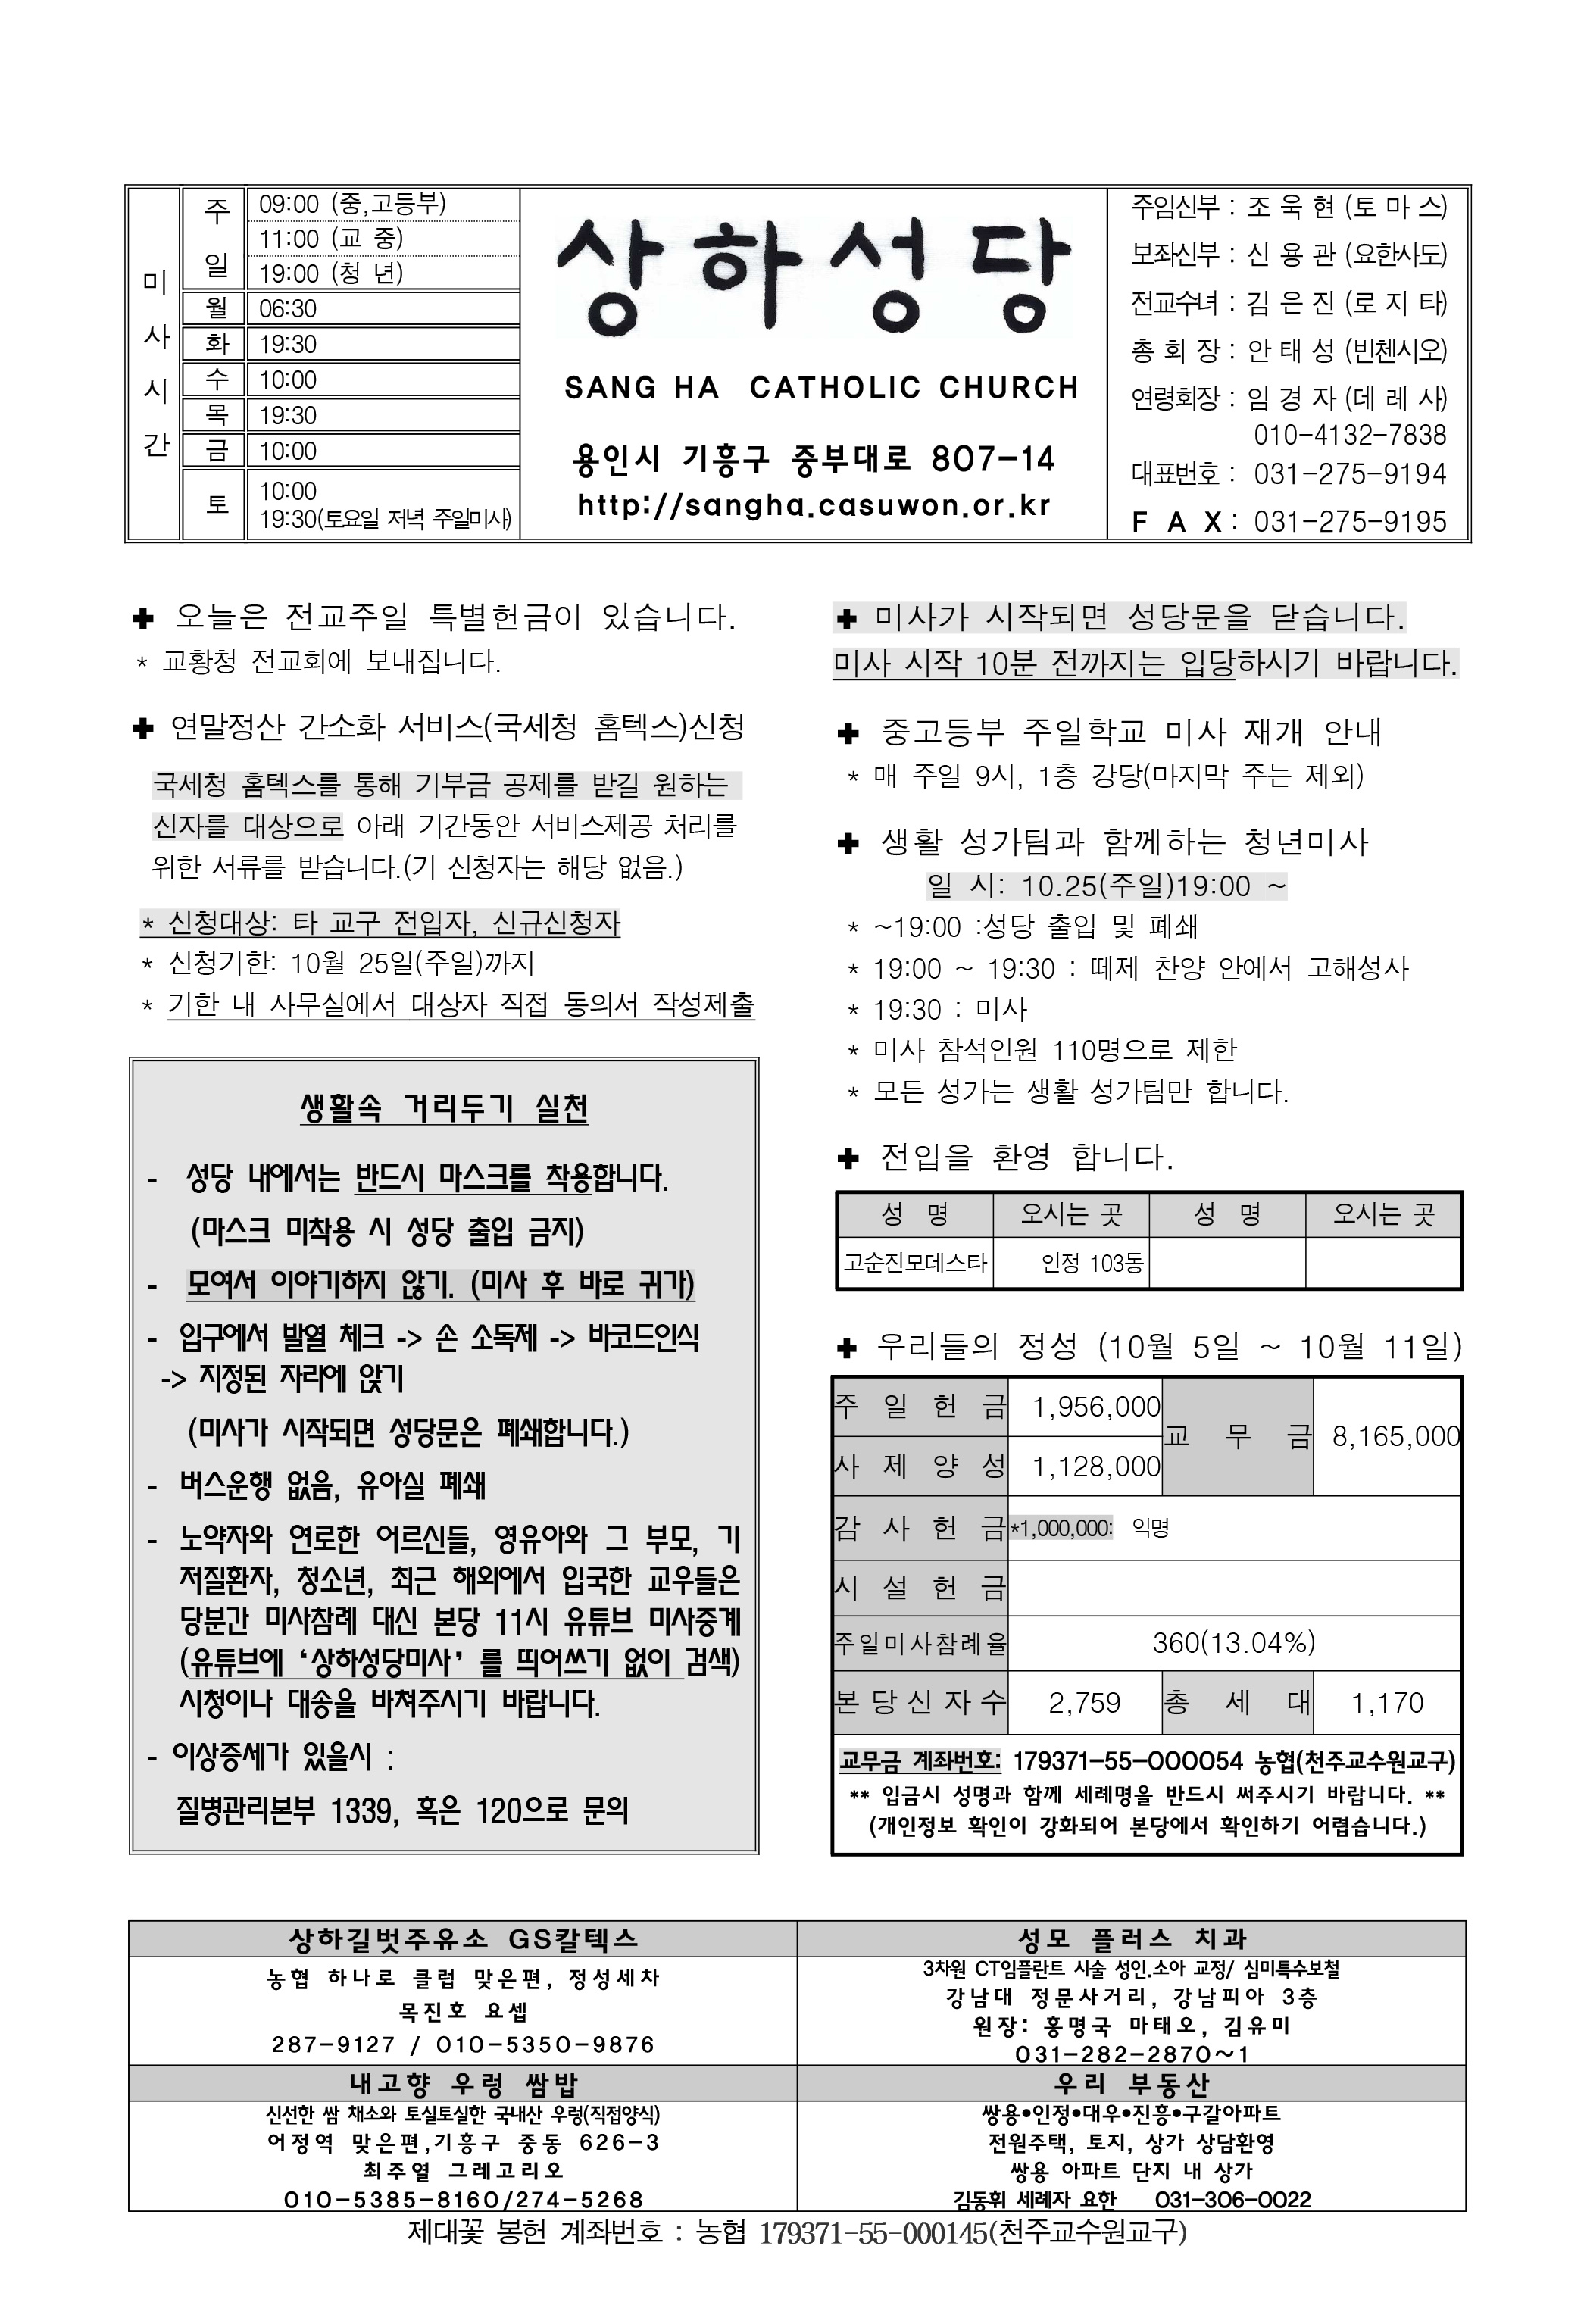 미 사 시 간
주 일
09:00 (중,고등부)
11:00 (교 중)
19:00 (청 년)
월 06:30
화 19:30
수 10:00
목 19:30
금 10:00
토 10:00
19:30(토요일 저녁 주일미사)
상하성당
SANG HA CATHOLIC CHURCH
용인시 기흥구 중부대로 807-14
http://sangha.casuwon.or.kr
주임신부 : 조 욱 현 (토 마 스)
보좌신부 : 신 용 관 (요한사도)
전교수녀 : 김 은 진 (로 지 타)
총 회 장 : 안 태 성 (빈첸시오)
연령회장 : 임 경 자 (데 레 사)
010-4132-7838
대표번호 : 031-275-9194
F A X : 031-275-9195
✚ 오늘은 전교주일 특별헌금이 있습니다.
* 교황청 전교회에 보내집니다.
✚ 연말정산 간소화 서비스(국세청 홈텍스)신청
국세청 홈텍스를 통해 기부금 공제를 받길 원하는
신자를 대상으로 아래 기간동안 서비스제공 처리를
위한 서류를 받습니다.(기 신청자는 해당 없음.)
* 신청대상: 타 교구 전입자, 신규신청자
* 신청기한: 10월 25일(주일)까지
* 기한 내 사무실에서 대상자 직접 동의서 작성제출
생활속 거리두기 실천
- 성당 내에서는 반드시 마스크를 착용합니다.
(마스크 미착용 시 성당 출입 금지)
- 모여서 이야기하지 않기. (미사 후 바로 귀가)
- 입구에서 발열 체크 -> 손 소독제 -> 바코드인식
-> 지정된 자리에 앉기
(미사가 시작되면 성당문은 폐쇄합니다.)
- 버스운행 없음, 유아실 폐쇄
- 노약자와 연로한 어르신들, 영유아와 그 부모, 기
저질환자, 청소년, 최근 해외에서 입국한 교우들은
당분간 미사참례 대신 본당 11시 유튜브 미사중계
(유튜브에 ‘상하성당미사’ 를 띄어쓰기 없이 검색)
시청이나 대송을 바쳐주시기 바랍니다.
- 이상증세가 있을시 :
질병관리본부 1339, 혹은 120으로 문의
✚ 미사가 시작되면 성당문을 닫습니다.
미사 시작 10분 전까지는 입당하시기 바랍니다.
✚ 중고등부 주일학교 미사 재개 안내
* 매 주일 9시, 1층 강당(마지막 주는 제외)
✚ 생활 성가팀과 함께하는 청년미사
일 시: 10.25(주일)19:00 ~
* ~19:00 :성당 출입 및 폐쇄
* 19:00 ~ 19:30 : 떼제 찬양 안에서 고해성사
* 19:30 : 미사
* 미사 참석인원 110명으로 제한
* 모든 성가는 생활 성가팀만 합니다.
✚ 전입을 환영 합니다.
성 명 오시는 곳 성 명 오시는 곳
고순진모데스타 인정 103동
✚ 우리들의 정성 (10월 5일 ~ 10월 11일)
주 일 헌 금 1,956,000 교 무 금 8,165,000
사 제 양 성 1,128,000
감 사 헌 금 *1,000,000: 익명
시 설 헌 금
주일미사참례율 360(13.04%)
본 당 신 자 수 2,759 총 세 대 1,170
교무금 계좌번호: 179371-55-000054 농협(천주교수원교구)
** 입금시 성명과 함께 세례명을 반드시 써주시기 바랍니다. **
(개인정보 확인이 강화되어 본당에서 확인하기 어렵습니다.)
상하길벗주유소 GS칼텍스
농협 하나로 클럽 맞은편, 정성세차
목진호 요셉
287-9127 / 010-5350-9876
성모 플러스 치과
3차원 CT임플란트 시술 성인.소아 교정/ 심미특수보철
강남대 정문사거리, 강남피아 3층
원장: 홍명국 마태오, 김유미
031-282-2870~1
내고향 우렁 쌈밥
신선한 쌈 채소와 토실토실한 국내산 우렁(직접양식)
어정역 맞은편,기흥구 중동 626-3
최주열 그레고리오
010-5385-8160/274-5268
우리 부동산
쌍용•인정•대우•진흥•구갈아파트
전원주택, 토지, 상가 상담환영
쌍용 아파트 단지 내 상가
김동휘 세례자 요한 031-306-0022
제대꽃 봉헌 계좌번호 : 농협 179371-55-000145(천주교수원교구)